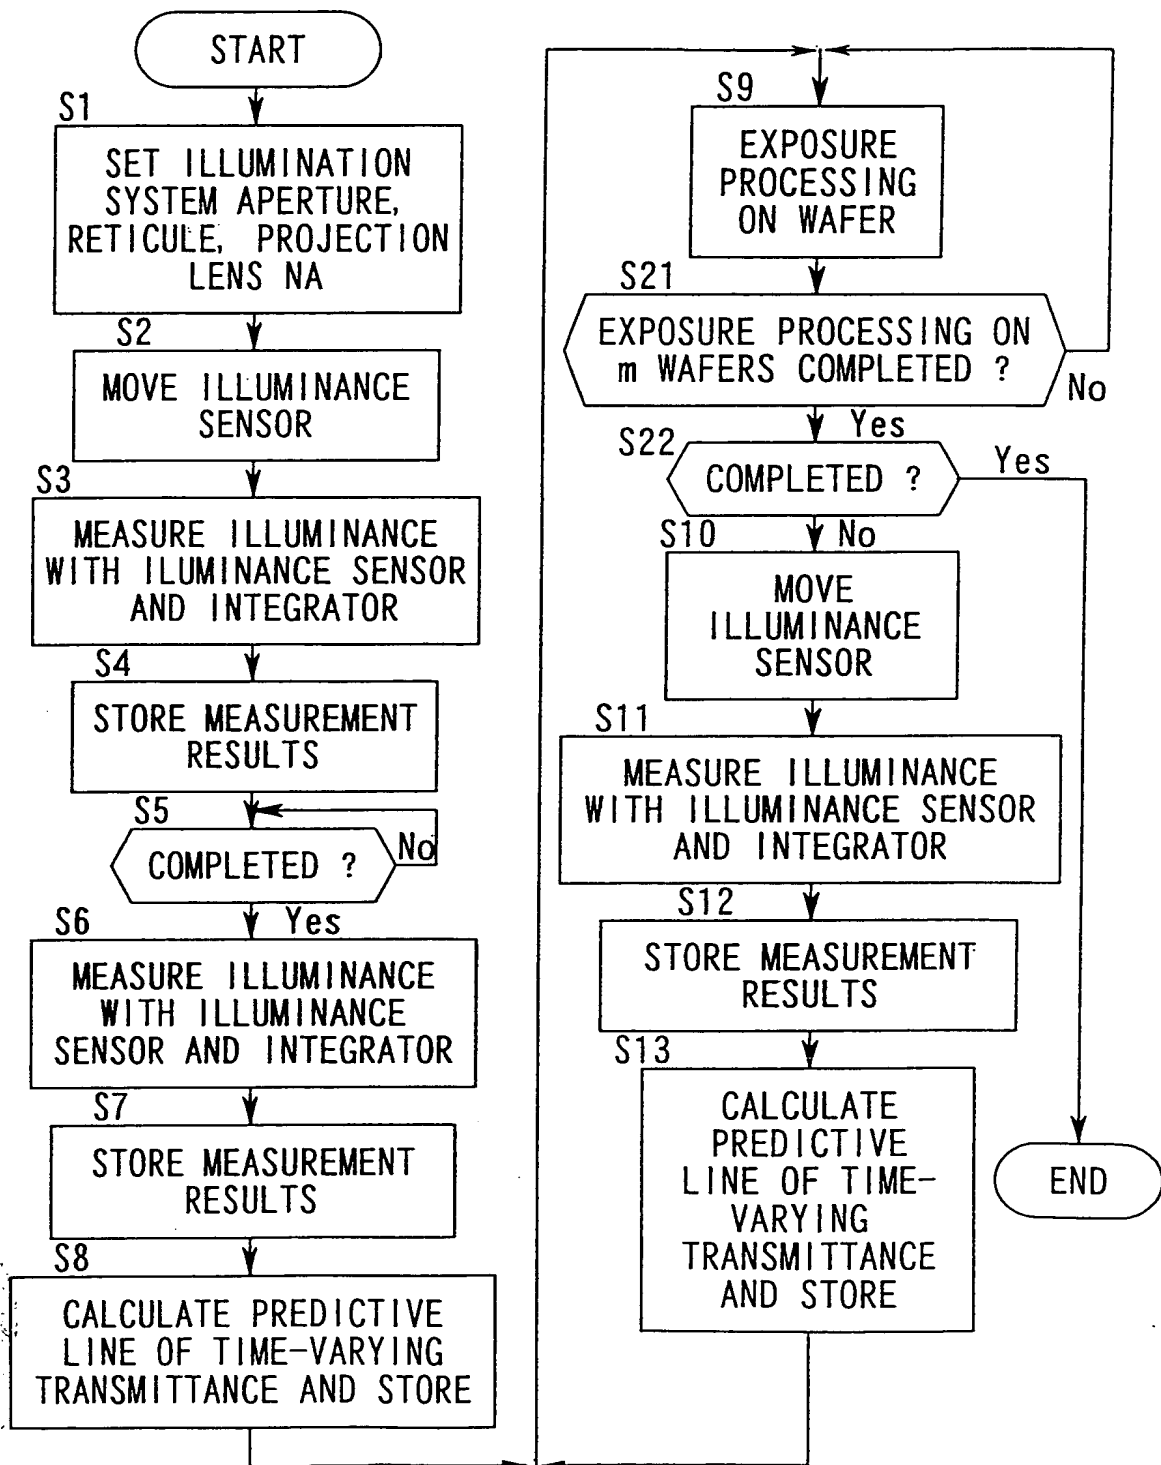 START
S1
SET ILLUMINATION
SYSTEM APERTURE,
RETICULE, PROJECTION
LENS NA
S2
MOVE ILLUMINANCE
SENSOR
S3
MEASURE ILLUMINANCE
WITH ILUMINANCE SENSOR
AND INTEGRATOR
S4
STORE MEASUREMENT
RESULTS
S5
COMPLETED ?
No
Yes
S6
MEASURE ILLUMINANCE
WITH ILLUMINANCE
SENSOR AND INTEGRATOR
S7
STORE MEASUREMENT
RESULTS
S8
CALCULATE PREDICTIVE
LINE OF TIME-VARYING
TRANSMITTANCE AND STORE
S9
EXPOSURE
PROCESSING
ON WAFER
S21
EXPOSURE PROCESSING ON
m WAFERS COMPLETED ?
No
Yes
S22
COMPLETED ?
Yes
No
S10
MOVE
ILLUMINANCE
SENSOR
S11
MEASURE ILLUMINANCE
WITH ILLUMINANCE SENSOR
AND INTEGRATOR
S12
STORE MEASUREMENT
RESULTS
S13
CALCULATE
PREDICTIVE
LINE OF TIME-
VARYING
TRANSMITTANCE
AND STORE
END